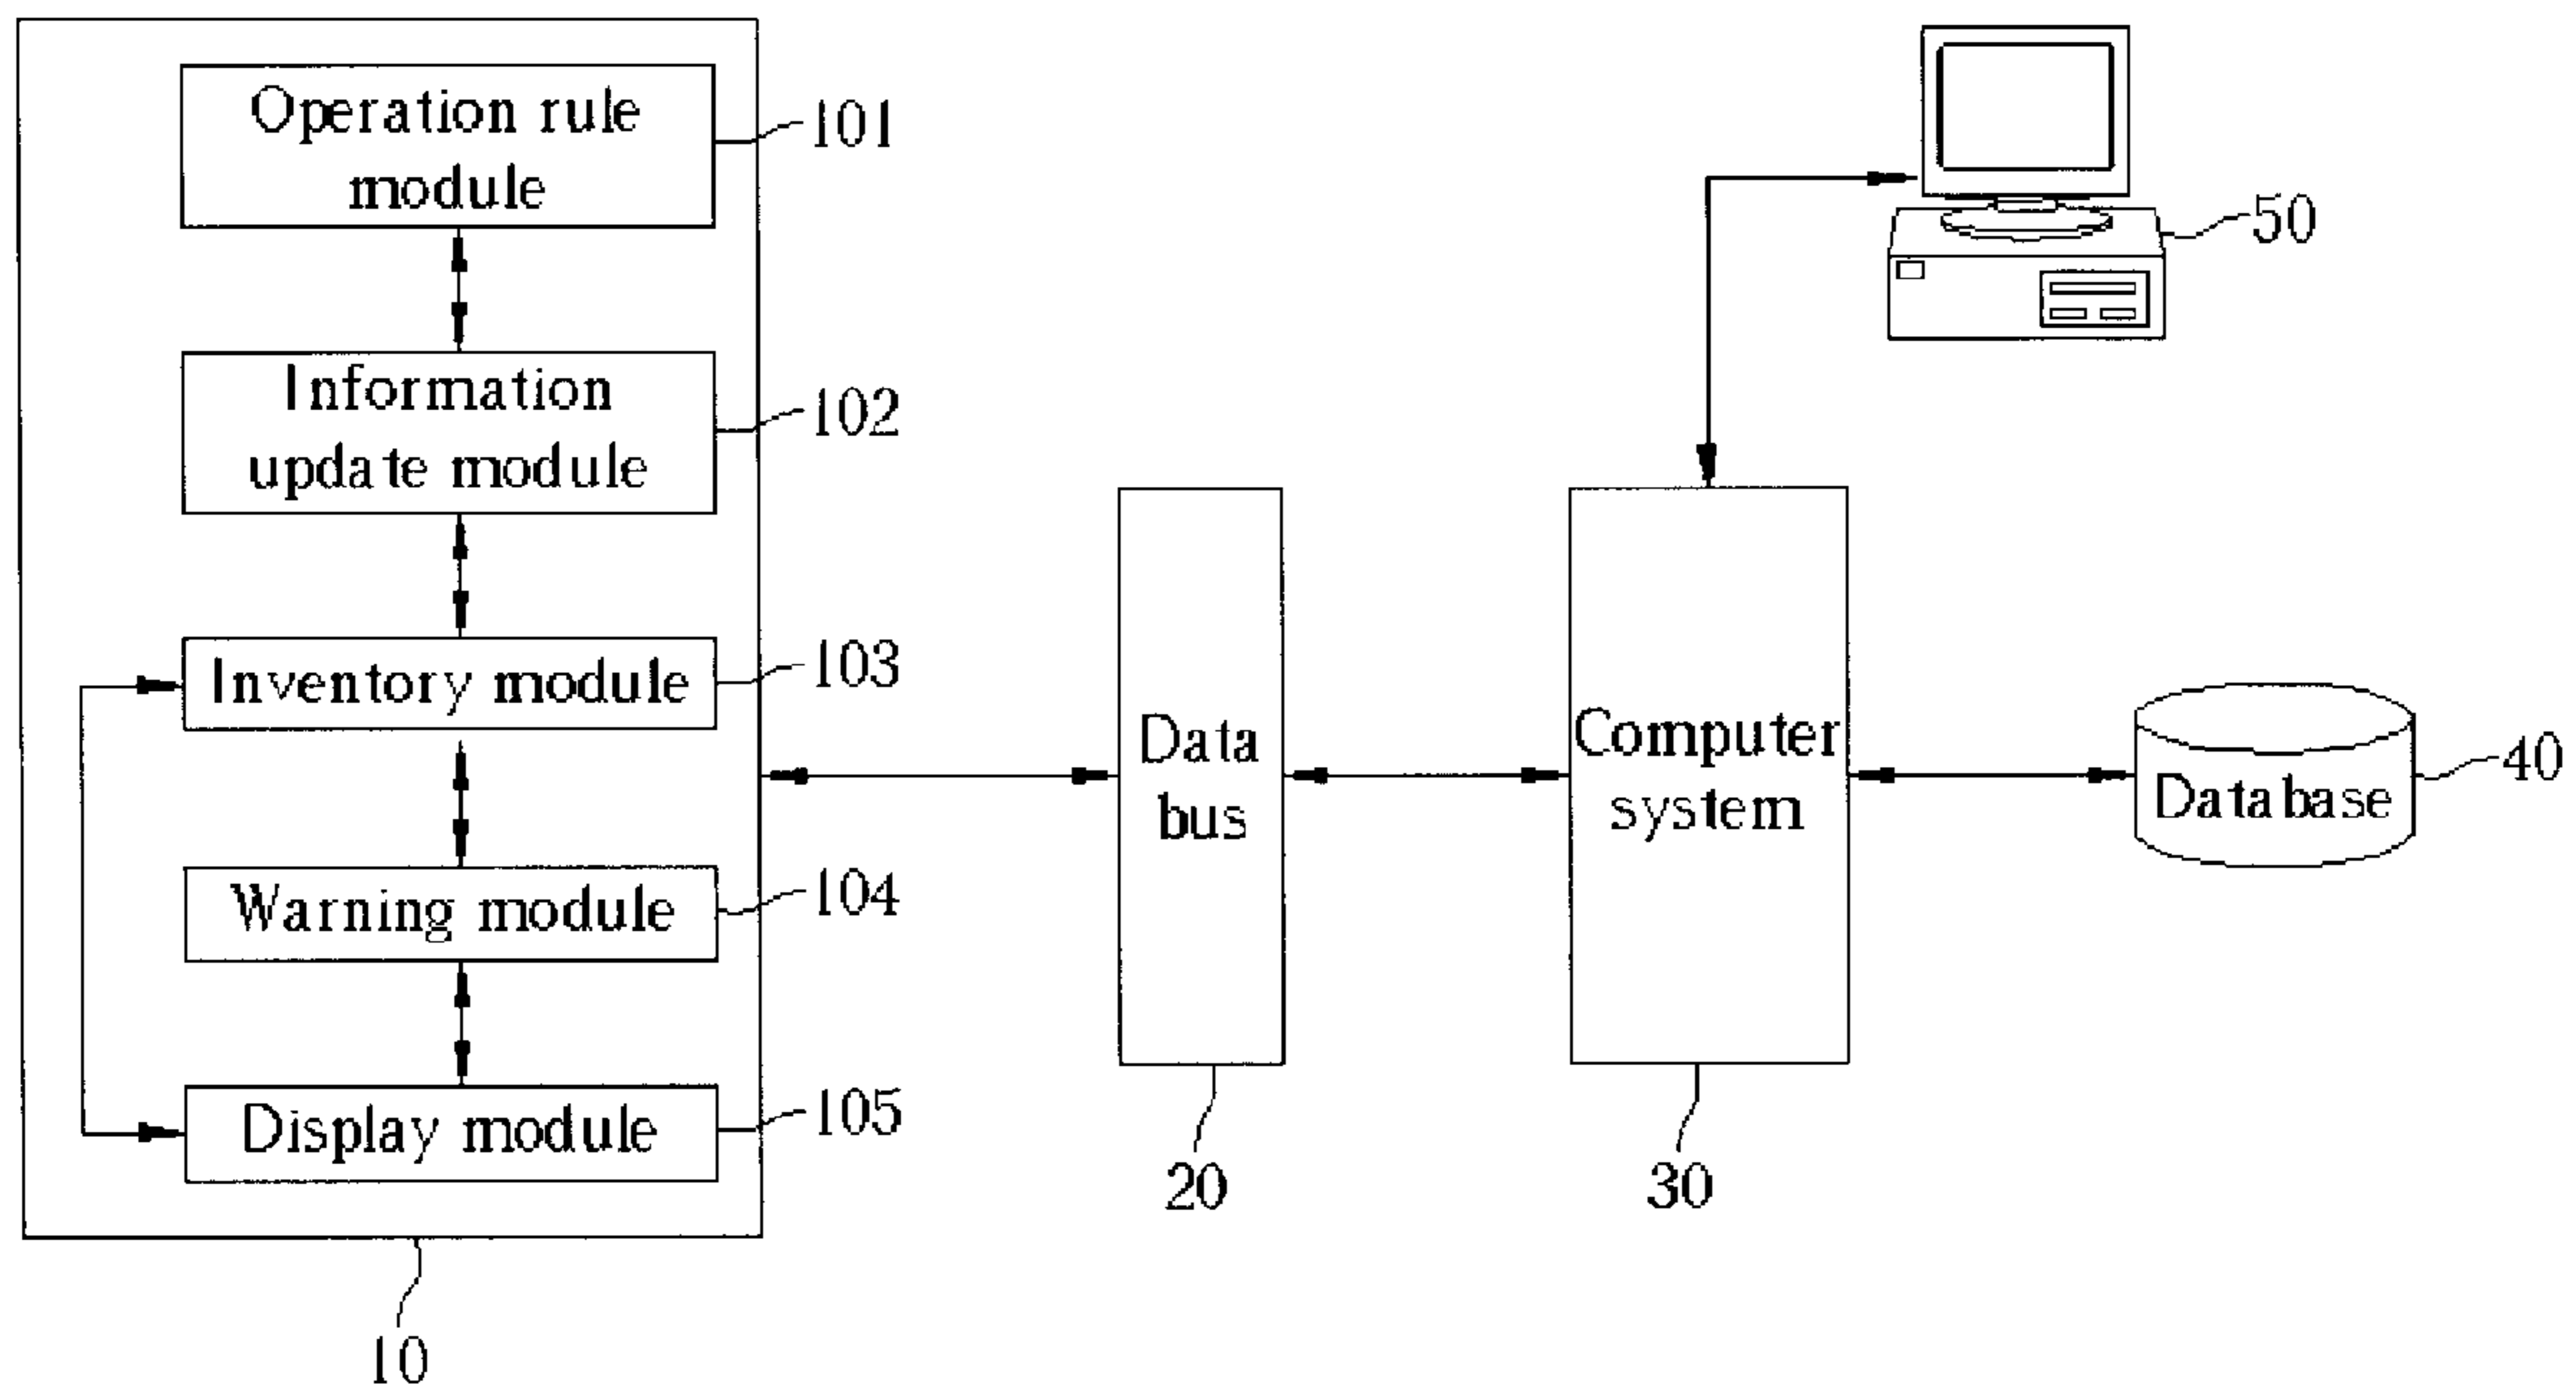 Operation rule
module
101
Information
update module
102
Inventory module
103
Warning module
104
Display module
105
10
Data
bus
20
Computer
system
30
50
Database
40